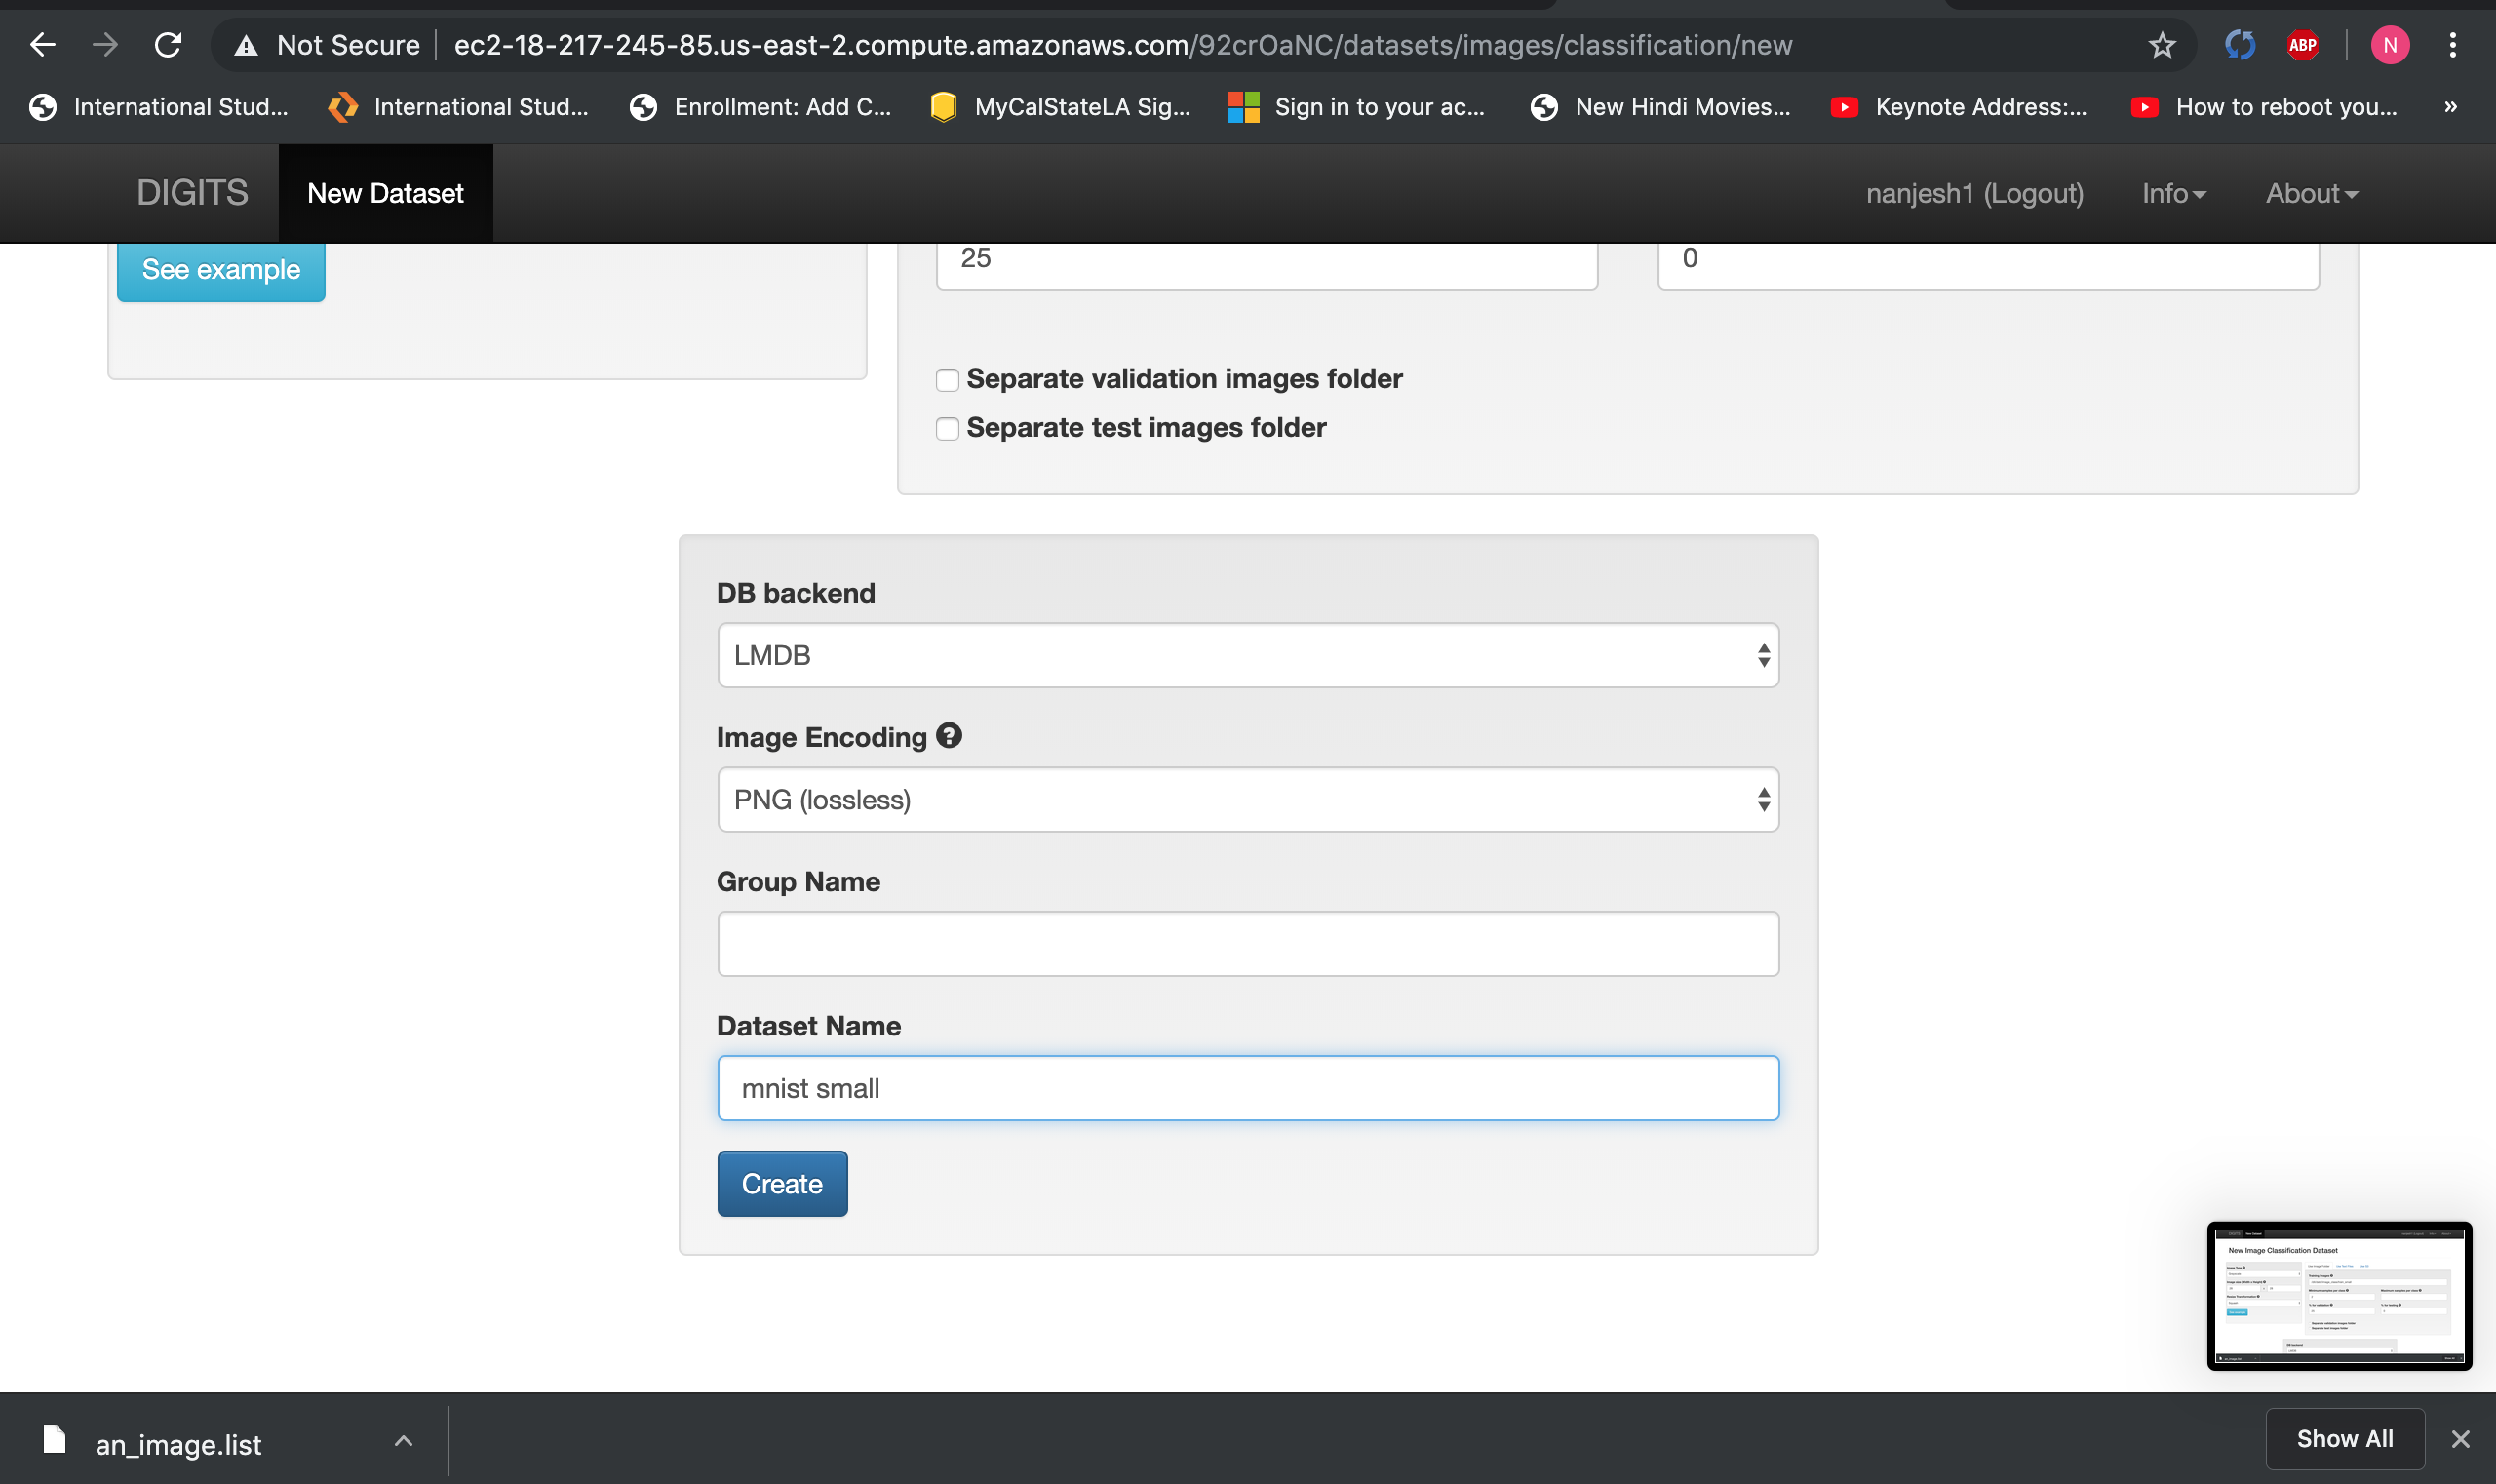 Not Secure ec2-18-217-245-85.us-east-2.compute.amazonaws.com/92crOaNC/datasets/images/classification/new
ABP
N
International Stud... International Stud... Enrollment: Add C... MyCalStateLA Sig... Sign in to your ac... New Hindi Movies... Keynote Address:... How to reboot you... »
DIGITS New Dataset nanjesh1 (Logout) Info About
See example 25 0
Separate validation images folder
Separate test images folder
DB backend
LMDB
Image Encoding ?
PNG (lossless)
Group Name
Dataset Name
mnist small
Create
New Image Classification Dataset
an_image.list Show All